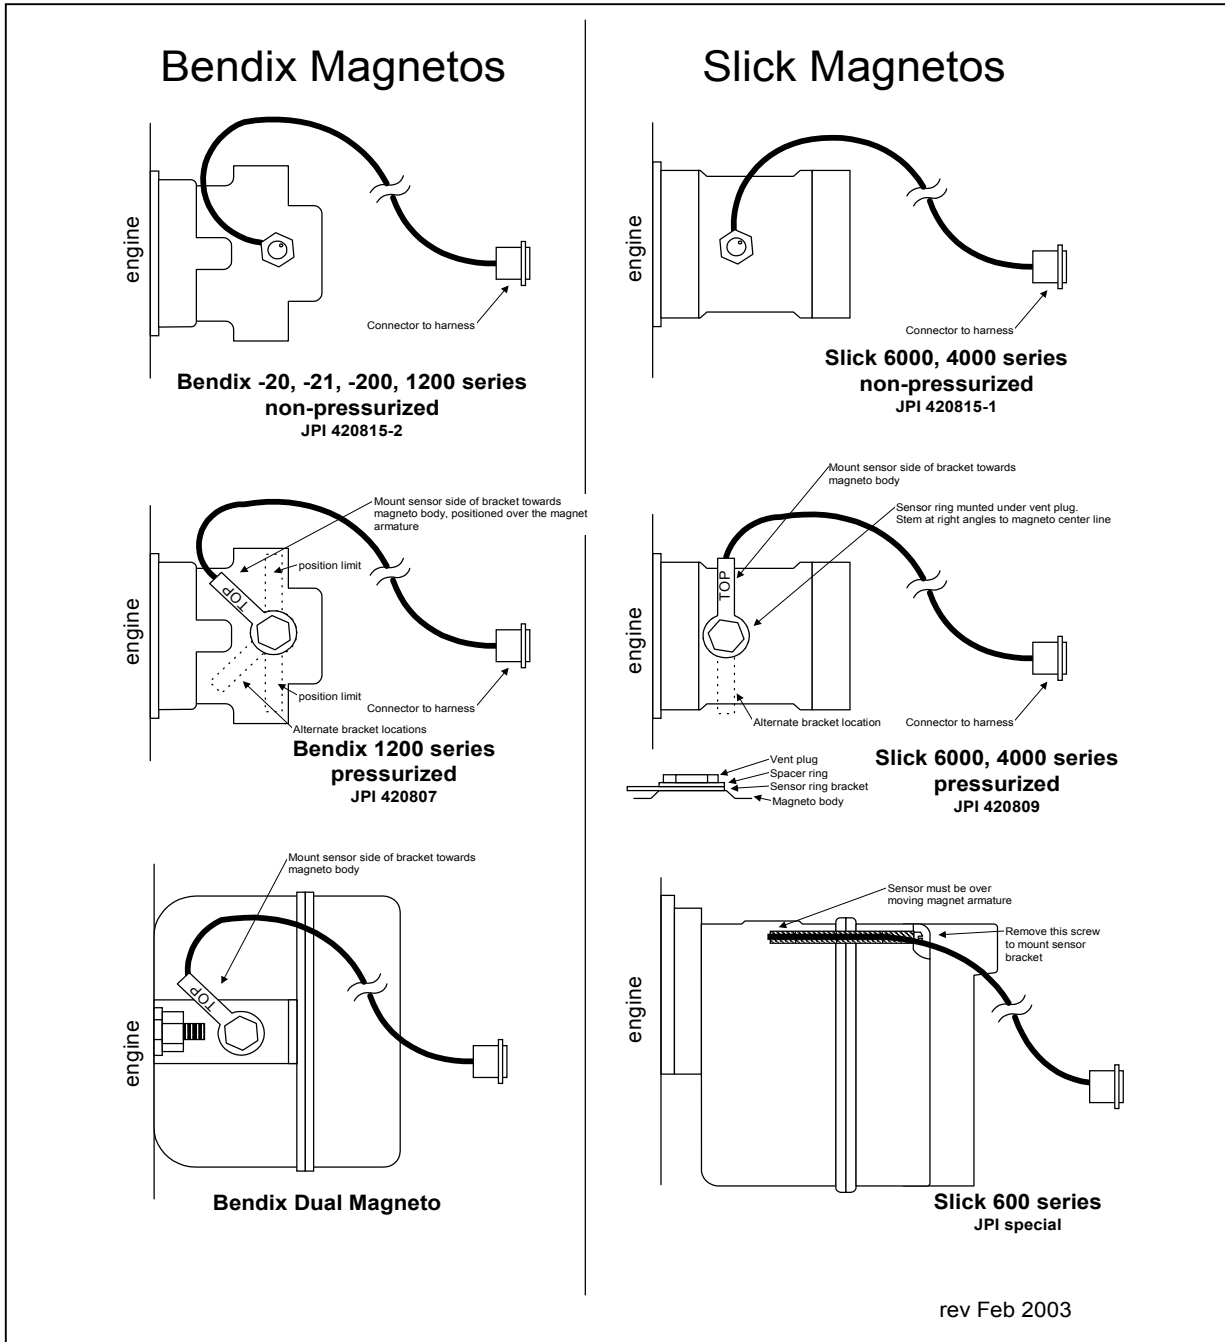 Bendix Magnetos
engine
Connector to harness
Bendix -20, -21, -200, 1200 series
non-pressurized
JPI 420815-2
Mount sensor side of bracket towards
magneto body, positioned over the magnet
armature
position limit
TOP
engine
position limit
Connector to harness
Alternate bracket locations
Bendix 1200 series
pressurized
JPI 420807
Mount sensor side of bracket towards
magneto body
TOP
engine
Bendix Dual Magneto
Slick Magnetos
engine
Connector to harness
Slick 6000, 4000 series
non-pressurized
JPI 420815-1
Mount sensor side of bracket towards
magneto body
Sensor ring munted under vent plug.
Stem at right angles to magneto center line
TOP
engine
Alternate bracket location
Connector to harness
Vent plug
Spacer ring
Sensor ring bracket
Magneto body
Slick 6000, 4000 series
pressurized
JPI 420809
Sensor must be over
moving magnet armature
Remove this screw
to mount sensor
bracket
engine
Slick 600 series
JPI special
rev Feb 2003